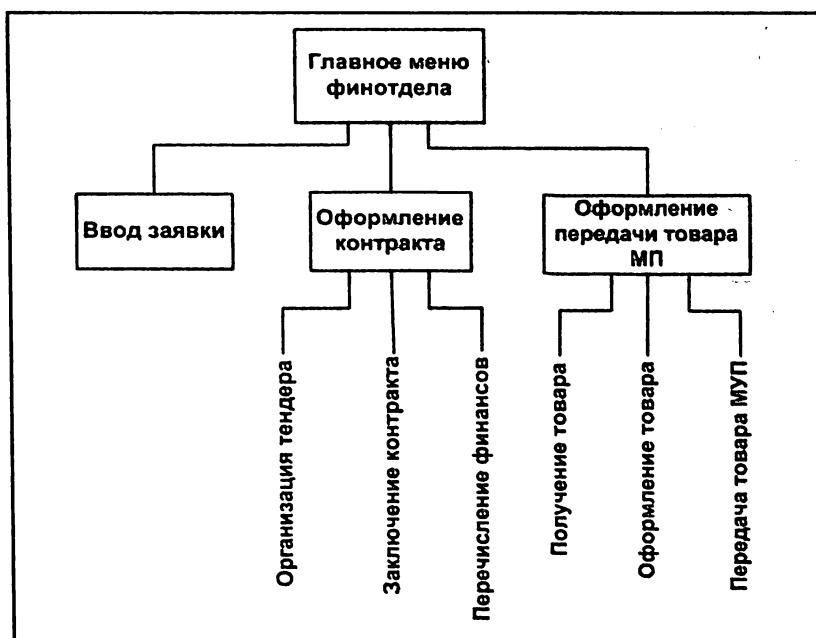 Главное меню
финотдела
Ввод заявки
Оформление
контракта
Оформление
передачи товара
МП
Организация тендера
Заключение контракта
Перечисление финансов
Получение товара
Оформление товара
Передача товара МУП